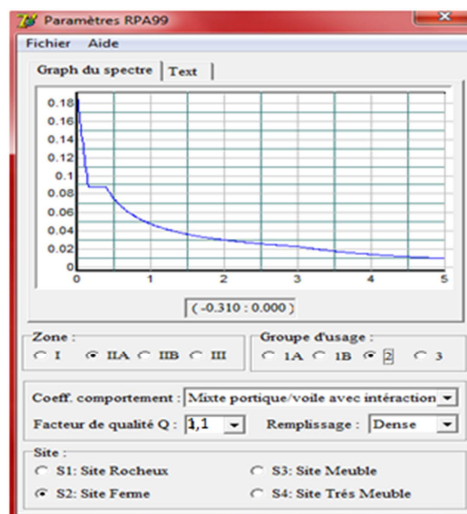 Paramètres RPA99
Fichier Aide
Graph du spectre Text
0.18
0.16
0.14
0.12
0.1
0.08
0.06
0.04
0.02
0
0 1 2 3 4 5
( -0.310 : 0.000 )
Zone :
I IIA IIB III
Groupe d'usage :
1A 1B 2 3
Coeff. comportement : Mixte portique/voile avec intéraction
Facteur de qualité Q : 1,1 Remplissage : Dense
Site :
S1: Site Rocheux S3: Site Meuble
S2: Site Ferme S4: Site Trés Meuble